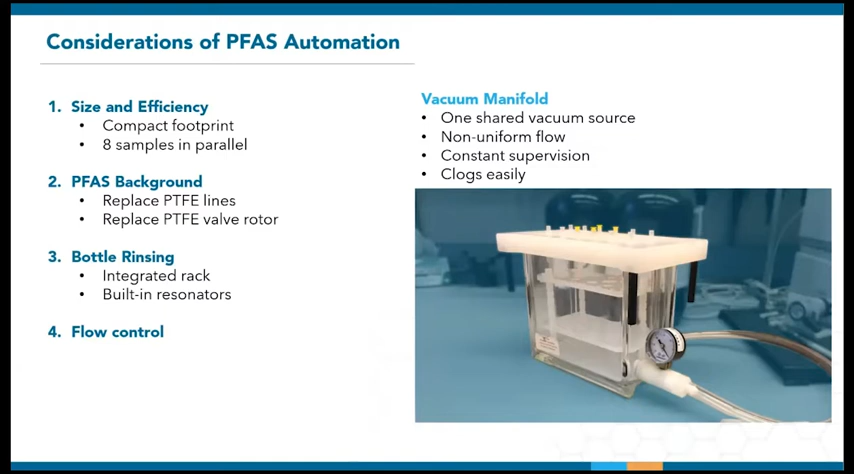 Considerations of PFAS Automation
1. Size and Efficiency
• Compact footprint
• 8 samples in parallel
2. PFAS Background
• Replace PTFE lines
• Replace PTFE valve rotor
3. Bottle Rinsing
• Integrated rack
• Built-in resonators
4. Flow control
Vacuum Manifold
• One shared vacuum source
• Non-uniform flow
• Constant supervision
• Clogs easily